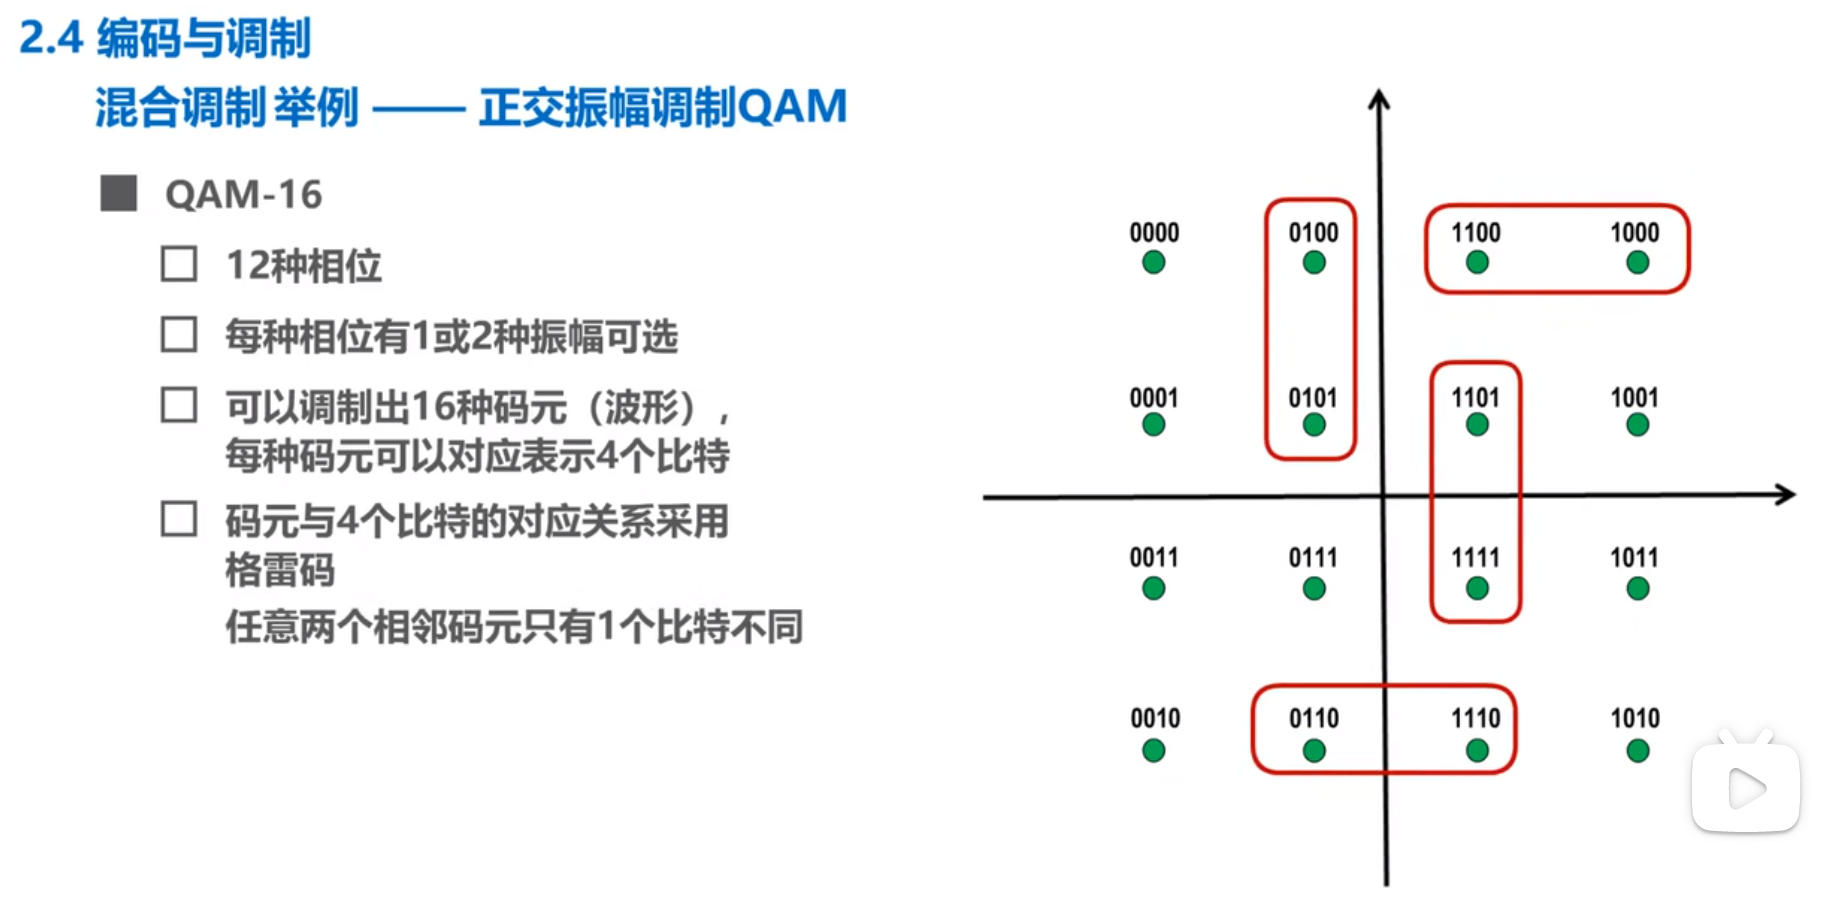 2.4 编码与调制
混合调制 举例 —— 正交振幅调制QAM
QAM-16
12种相位
每种相位有1或2种振幅可选
可以调制出16种码元（波形），
每种码元可以对应表示4个比特
码元与4个比特的对应关系采用
格雷码
任意两个相邻码元只有1个比特不同
0000 0100 1100 1000
0001 0101 1101 1001
0011 0111 1111 1011
0010 0110 1110 1010